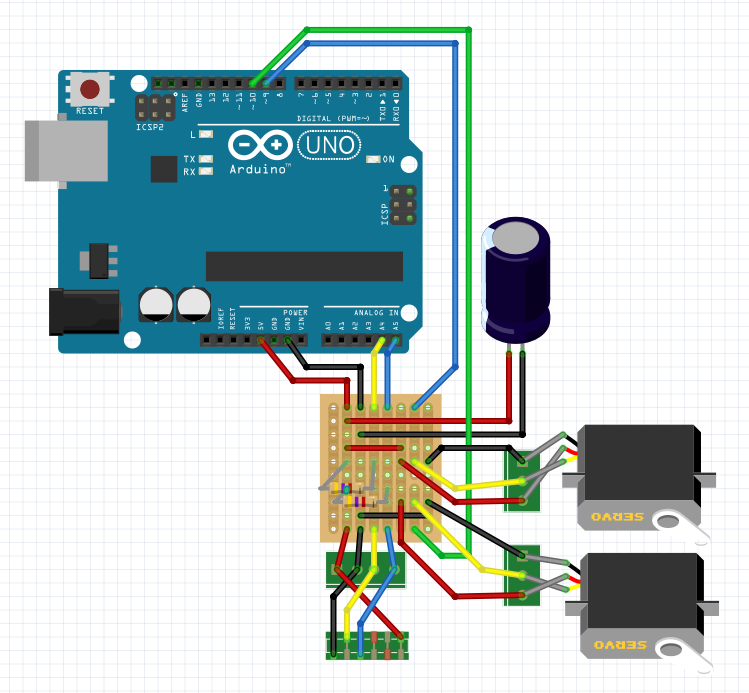 RESET
ICSP2
AREF
GND
13
12
~11
~10
~9
8
7
~6
~5
4
~3
2
TXD▶1
RXD◀0
DIGITAL (PWM=~)
L
TX
RX
UNO
ON
Arduino™
1
ICSP
POWER
ANALOG IN
IOREF
RESET
3V3
5V
GND
GND
VIN
A0
A1
A2
A3
A4
A5
SERVO
SERVO